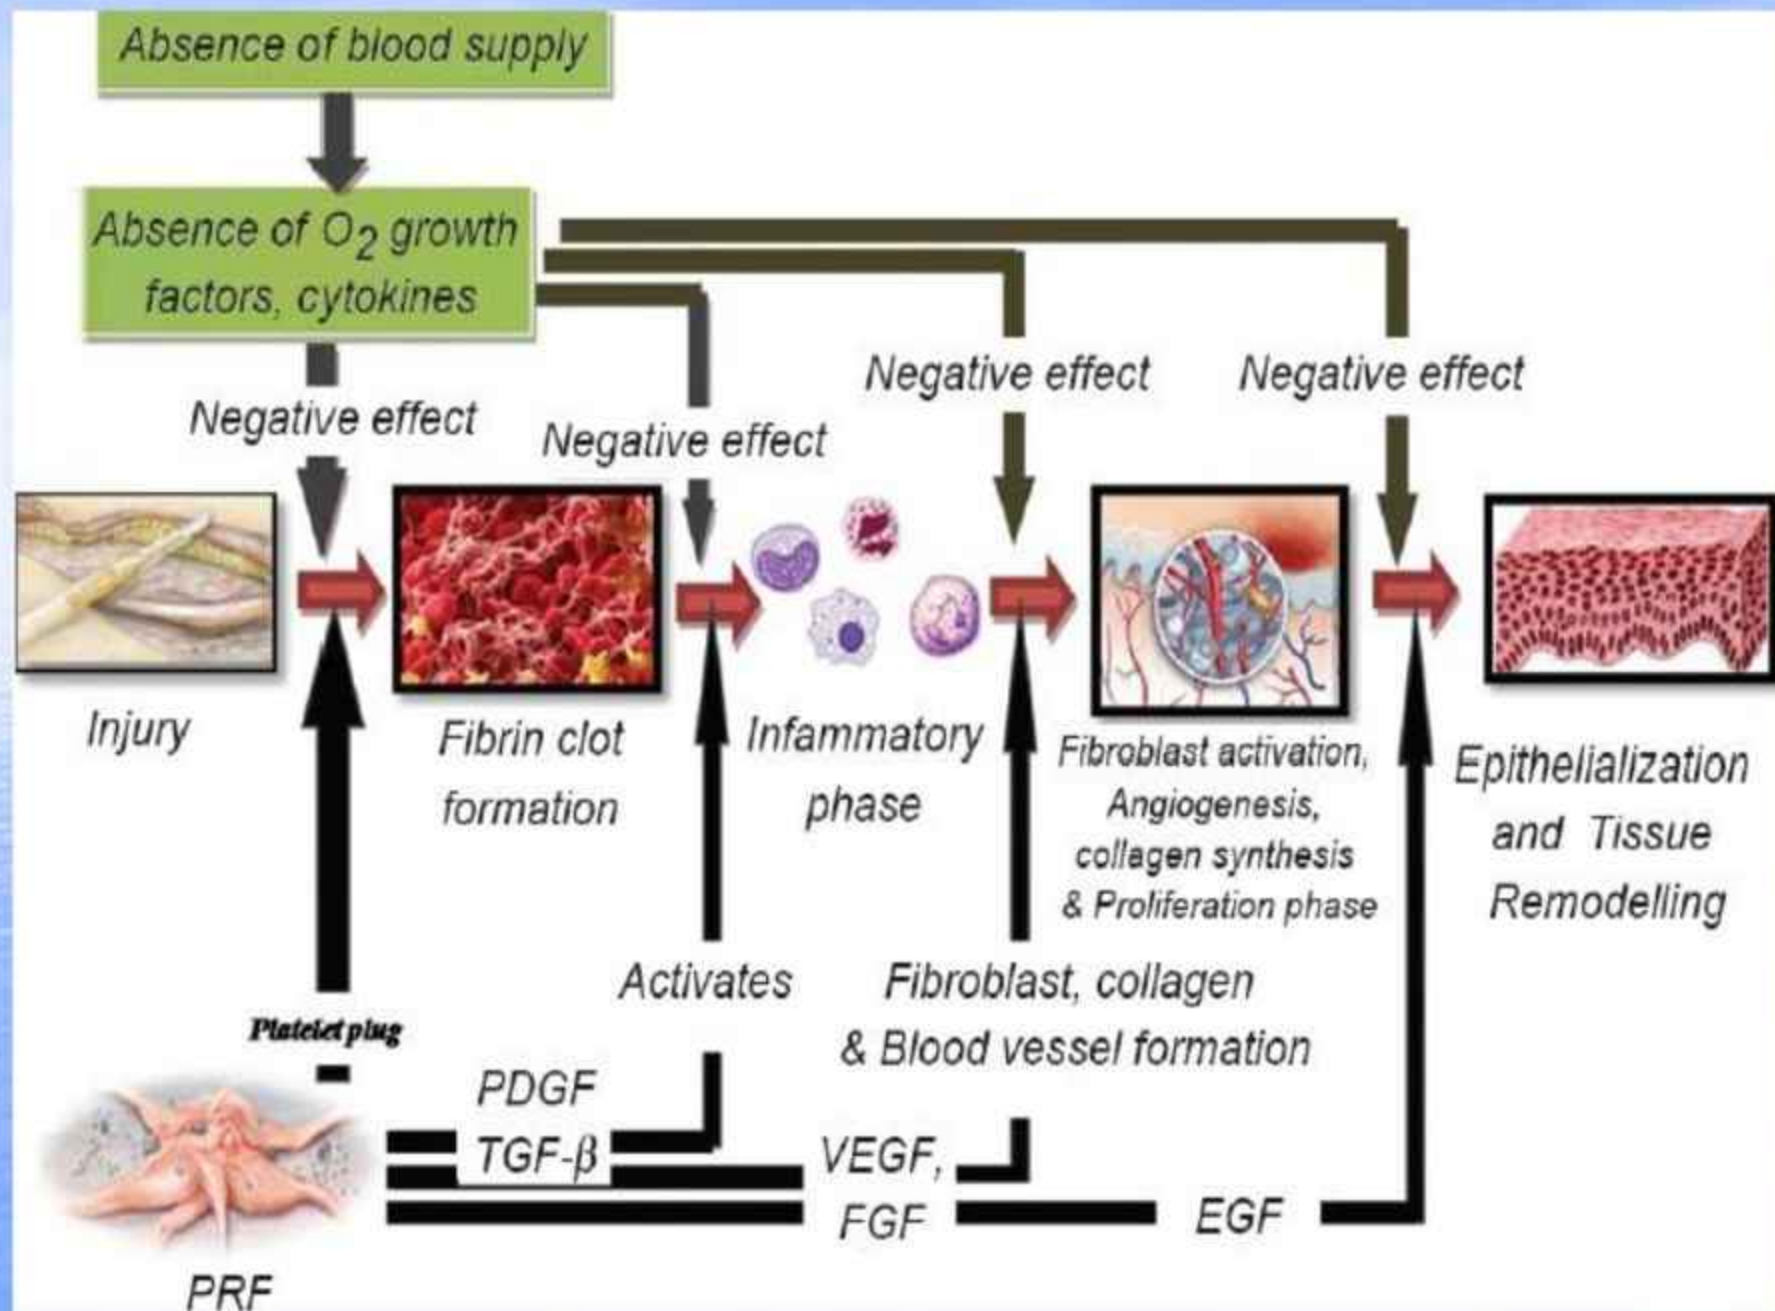 Absence of blood supply
Absence of O2 growth
factors, cytokines
Negative effect
Negative effect
Negative effect
Negative effect
Injury
Fibrin clot
formation
Infammatory
phase
Fibroblast activation,
Angiogenesis,
collagen synthesis
& Proliferation phase
Epithelialization
and Tissue
Remodelling
Platelet plug
Activates
Fibroblast, collagen
& Blood vessel formation
PDGF
TGF-β
VEGF,
FGF
EGF
PRF